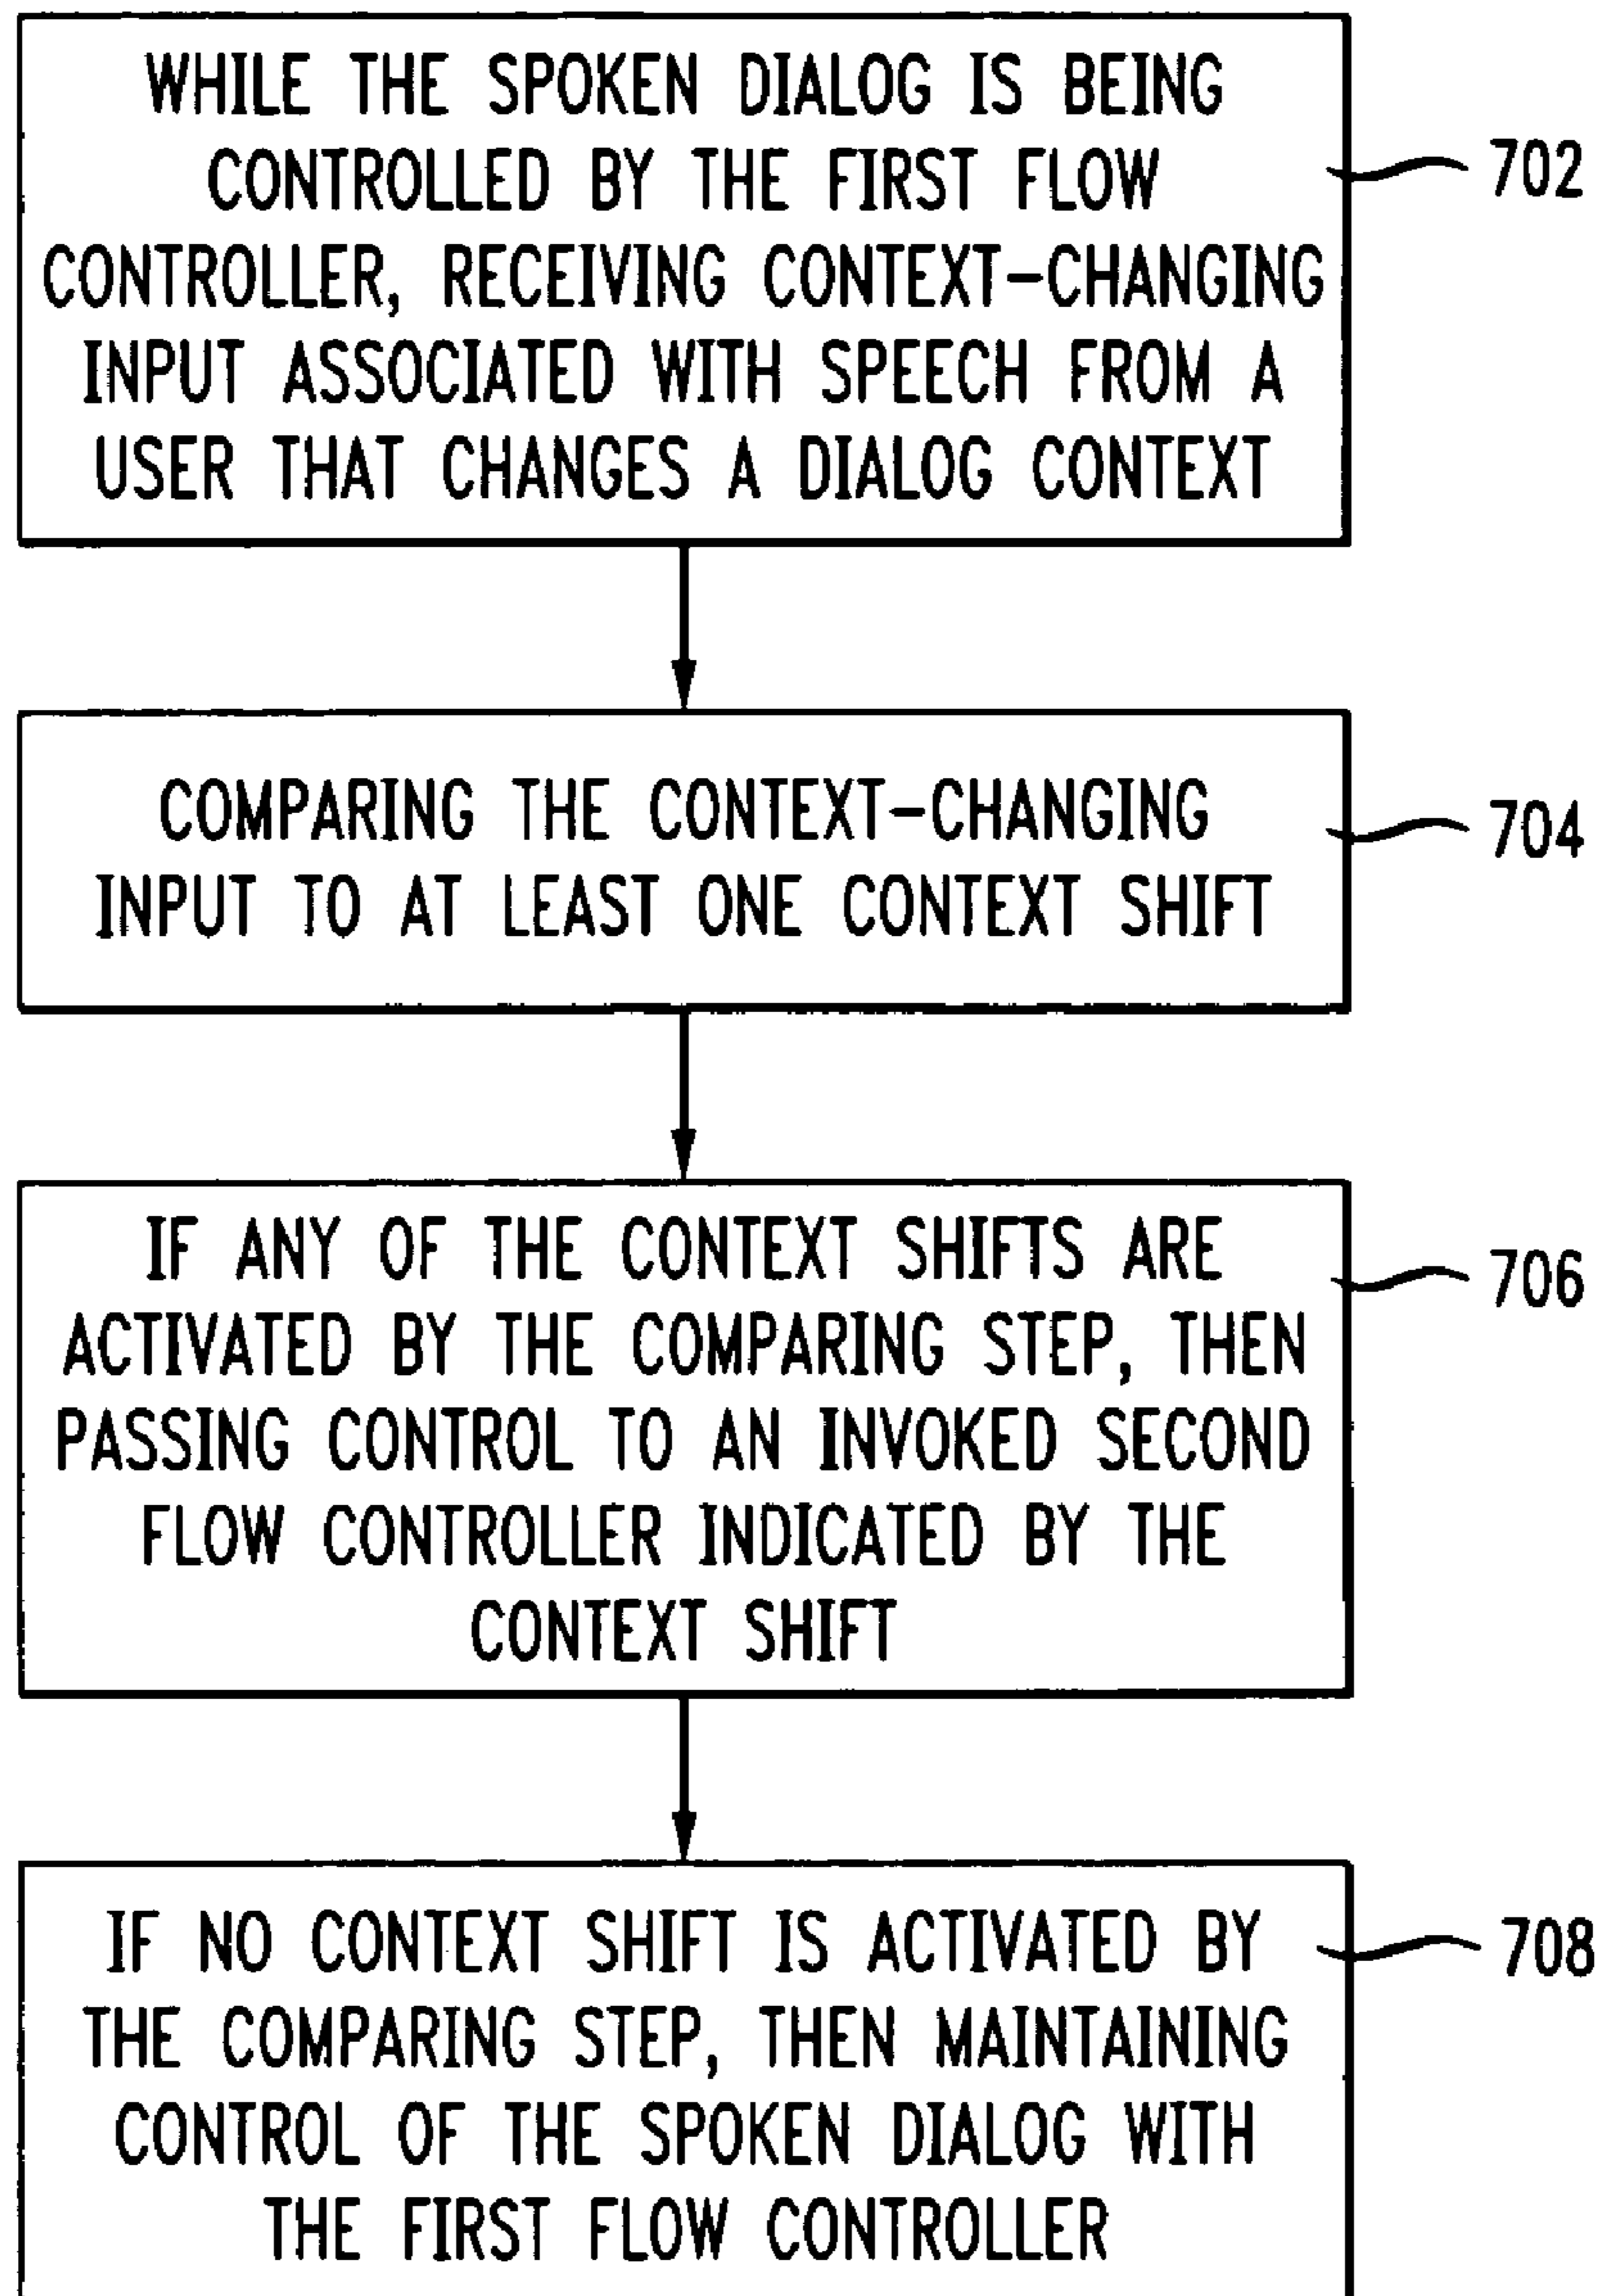 WHILE THE SPOKEN DIALOG IS BEING
CONTROLLED BY THE FIRST FLOW
CONTROLLER, RECEIVING CONTEXT-CHANGING
INPUT ASSOCIATED WITH SPEECH FROM A
USER THAT CHANGES A DIALOG CONTEXT
702
COMPARING THE CONTEXT-CHANGING
INPUT TO AT LEAST ONE CONTEXT SHIFT
704
IF ANY OF THE CONTEXT SHIFTS ARE
ACTIVATED BY THE COMPARING STEP, THEN
PASSING CONTROL TO AN INVOKED SECOND
FLOW CONTROLLER INDICATED BY THE
CONTEXT SHIFT
706
IF NO CONTEXT SHIFT IS ACTIVATED BY
THE COMPARING STEP, THEN MAINTAINING
CONTROL OF THE SPOKEN DIALOG WITH
THE FIRST FLOW CONTROLLER
708